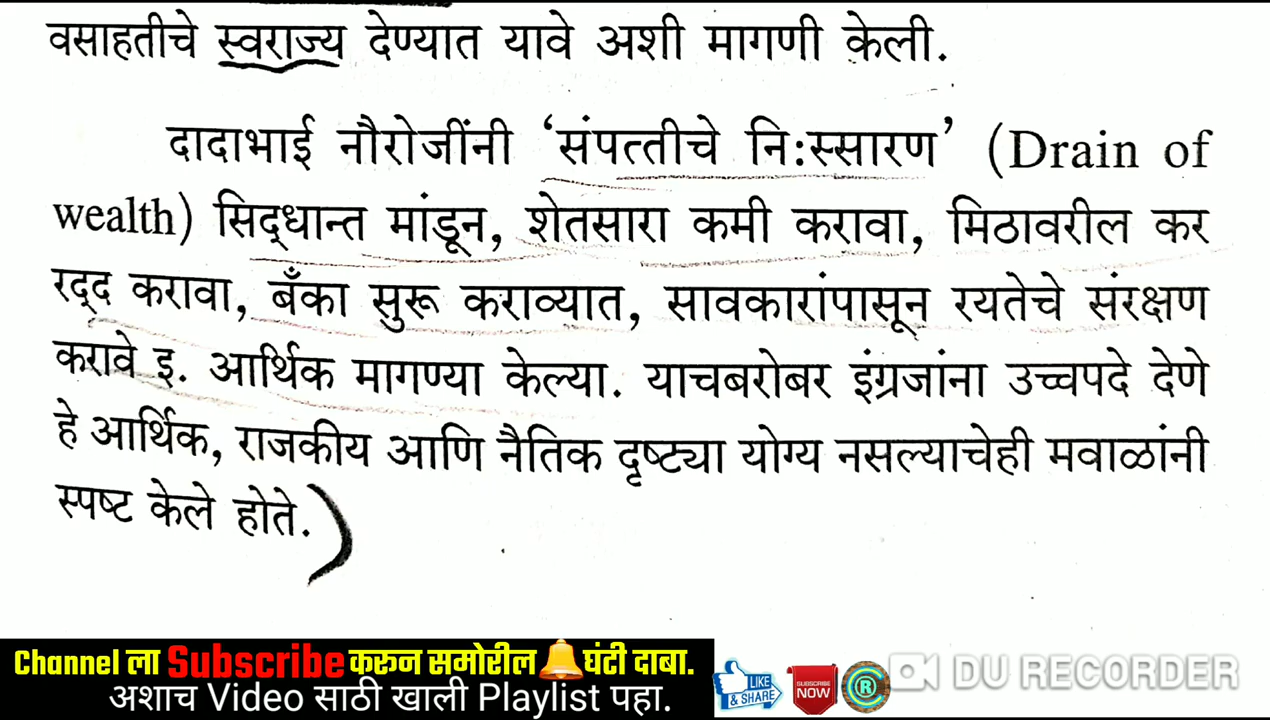 वसाहतीचे स्वराज्य देण्यात यावे अशी मागणी केली.
दादाभाई नौरोजींनी ‘संपत्तीचे नि:स्सारण’ (Drain of
wealth) सिद्धान्त मांडून, शेतसारा कमी करावा, मिठावरील कर
रद्द करावा, बँका सुरू कराव्यात, सावकारांपासून रयतेचे संरक्षण
करावे इ. आर्थिक मागण्या केल्या. याचबरोबर इंग्रजांना उच्चपदे देणे
हे आर्थिक, राजकीय आणि नैतिक दृष्ट्या योग्य नसल्याचेही मवाळांनी
स्पष्ट केले होते.)
Channel ला Subscribe करून समोरील 🔔घंटी दाबा.
अशाच Video साठी खाली Playlist पहा.
LIKE
& SHARE
SUBSCRIBE
NOW
®
DU RECORDER